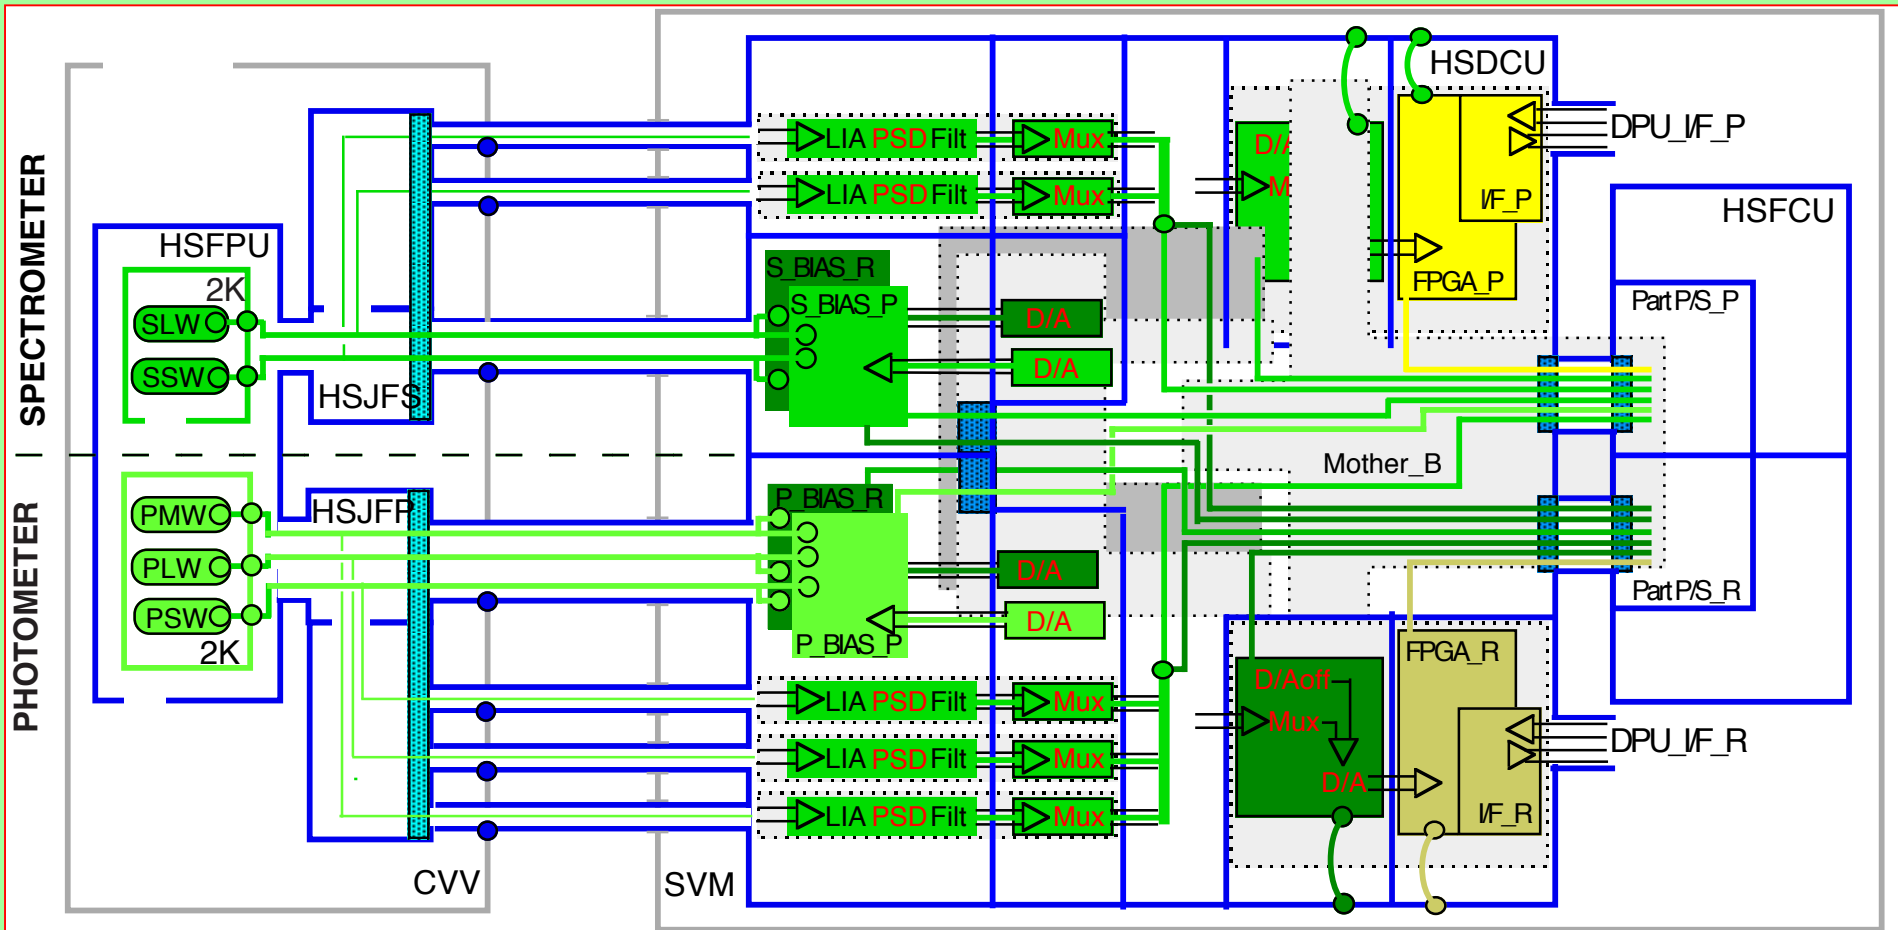 SPECTROMETER
PHOTOMETER
HSFPU
2K
SLW
SSW
HSJFS
PMW
PLW
PSW
2K
HSJFP
CVV
SVM
LIA PSD Filt
Mux
LIA PSD Filt
Mux
S_BIAS_R
S_BIAS_P
D/A
D/A
P_BIAS_R
P_BIAS_P
D/A
D/A
LIA PSD Filt
Mux
LIA PSD Filt
Mux
LIA PSD Filt
Mux
D/A
M
HSDCU
I/F_P
FPGA_P
DPU_I/F_P
HSFCU
Part P/S_P
Mother_B
Part P/S_R
D/Aoff
Mux
D/A
FPGA_R
I/F_R
DPU_I/F_R